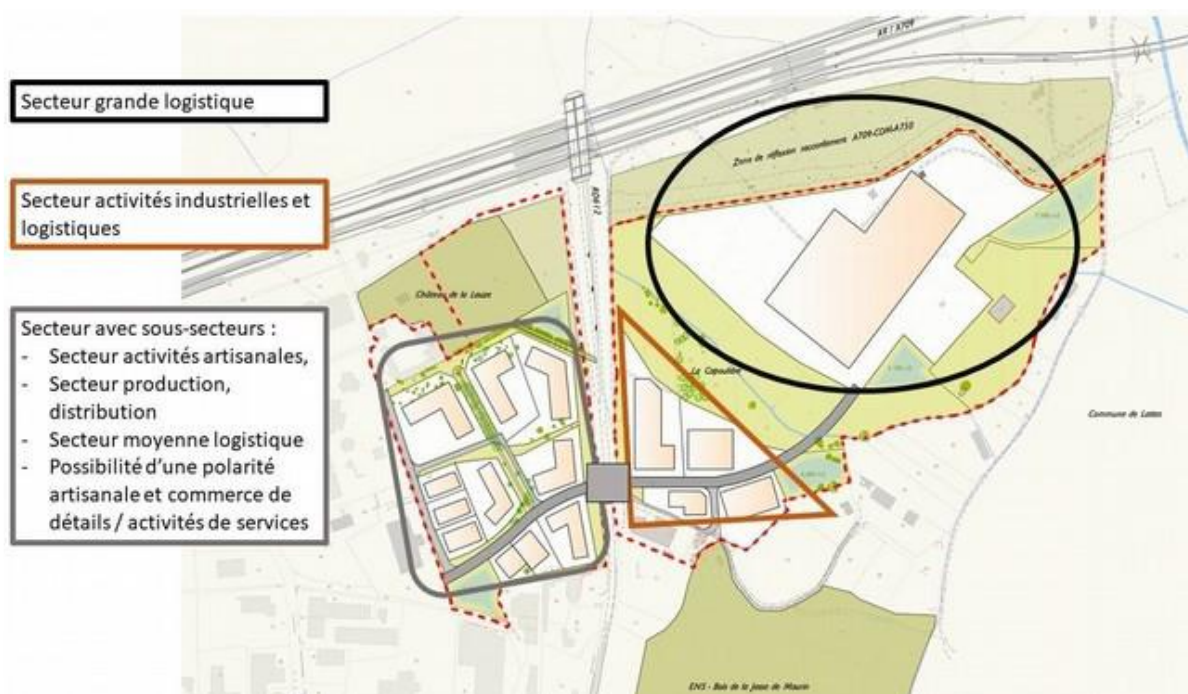 Secteur grande logistique
Secteur activités industrielles et
logistiques
Secteur avec sous-secteurs :
- Secteur activités artisanales,
- Secteur production,
distribution
- Secteur moyenne logistique
- Possibilité d'une polarité
artisanale et commerce de
détails / activités de services
A709
Zone de réflexion raccordement A709-COM-A750
RD612
Château de la Lauze
La Capoulière
Commune de Lattes
ENS - Bois de la Jasse de Maurin